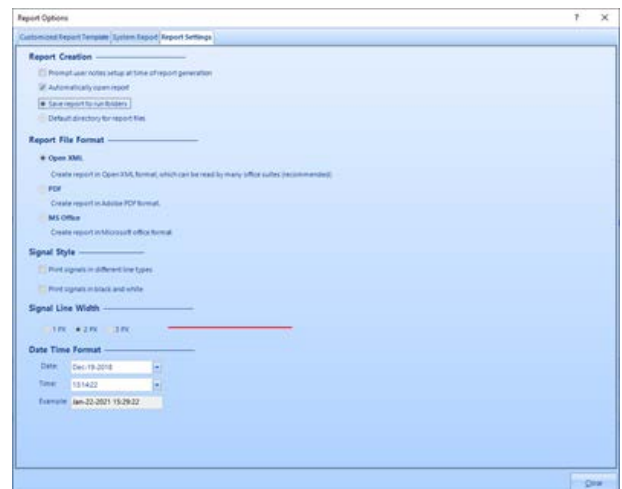 Report Options
? X
Customized Report Template System Report Report Settings
Report Creation
Prompt user notes setup at time of report generation
Automatically open report
Save report to run folders
Default directory for report files
Report File Format
Open XML
Create report in Open XML format, which can be read by many office suites (recommended)
PDF
Create report in Adobe PDF format.
MS Office
Create report in Microsoft office format
Signal Style
Print signals in different line types
Print signals in black and white
Signal Line Width
1 PX 2 PX 3 PX
Date Time Format
Date: Dec-19-2018
Time: 13:14:22
Example: Jan-22-2021 15:29:22
Close